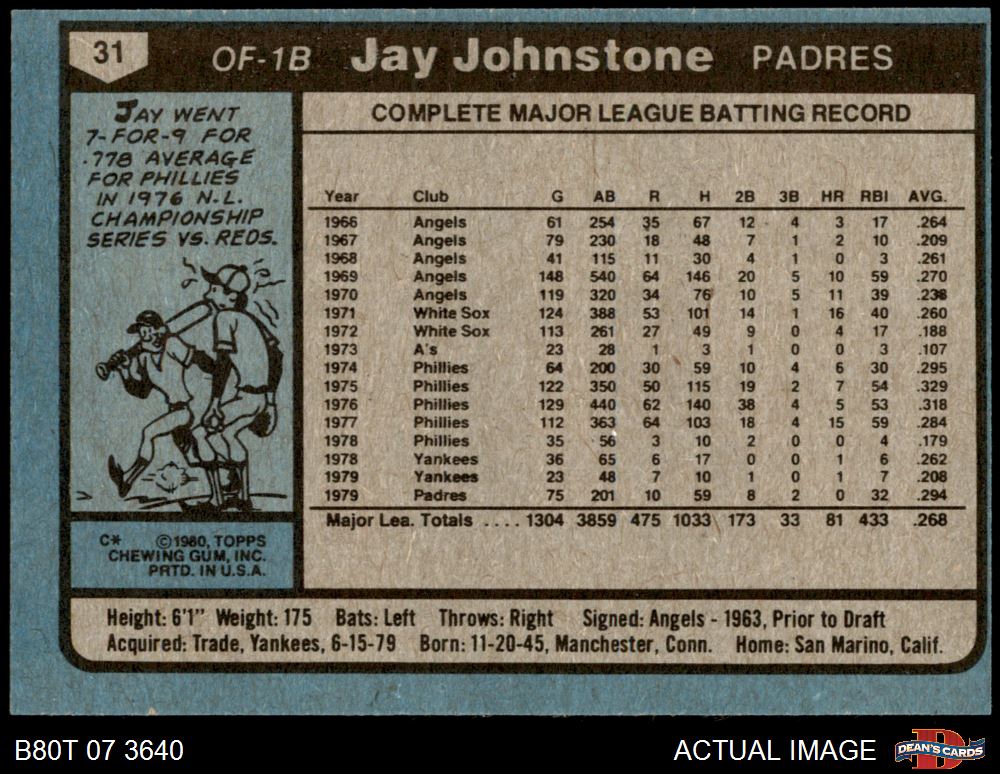 31 OF-1B Jay Johnstone PADRES
JAY WENT
7-FOR-9 FOR
.778 AVERAGE
FOR PHILLIES
IN 1976 N.L.
CHAMPIONSHIP
SERIES VS. REDS.
C* ©1980, TOPPS
CHEWING GUM, INC.
PRTD. IN U.S.A.
COMPLETE MAJOR LEAGUE BATTING RECORD
Year Club G AB R H 2B 3B HR RBI AVG.
1966 Angels 61 254 35 67 12 4 3 17 .264
1967 Angels 79 230 18 48 7 1 2 10 .209
1968 Angels 41 115 11 30 4 1 0 3 .261
1969 Angels 148 540 64 146 20 5 10 59 .270
1970 Angels 119 320 34 76 10 5 11 39 .238
1971 White Sox 124 388 53 101 14 1 16 40 .260
1972 White Sox 113 261 27 49 9 0 4 17 .188
1973 A's 23 28 1 3 1 0 0 3 .107
1974 Phillies 64 200 30 59 10 4 6 30 .295
1975 Phillies 122 350 50 115 19 2 7 54 .329
1976 Phillies 129 440 62 140 38 4 5 53 .318
1977 Phillies 112 363 64 103 18 4 15 59 .284
1978 Phillies 35 56 3 10 2 0 0 4 .179
1978 Yankees 36 65 6 17 0 0 1 6 .262
1979 Yankees 23 48 7 10 1 0 1 7 .208
1979 Padres 75 201 10 59 8 2 0 32 .294
Major Lea. Totals .... 1304 3859 475 1033 173 33 81 433 .268
Height: 6'1" Weight: 175 Bats: Left Throws: Right Signed: Angels - 1963, Prior to Draft
Acquired: Trade, Yankees, 6-15-79 Born: 11-20-45, Manchester, Conn. Home: San Marino, Calif.
B80T 07 3640 ACTUAL IMAGE DEAN'S CARDS